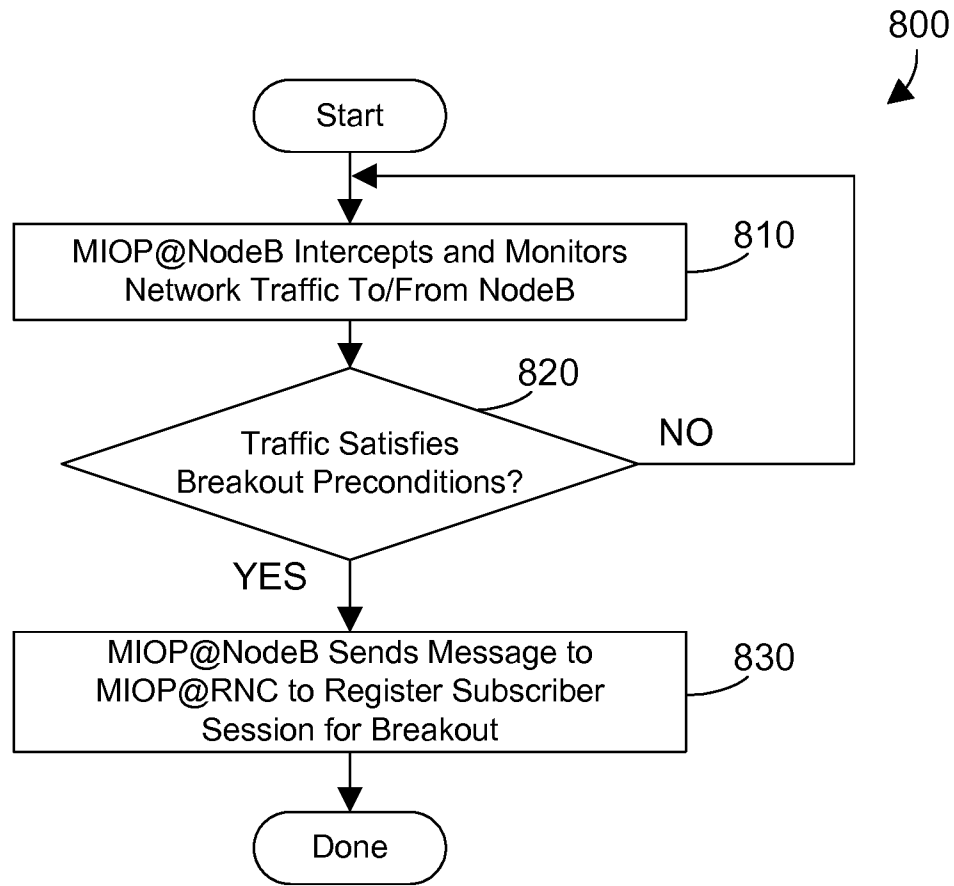 800
Start
MIOP@NodeB Intercepts and Monitors
Network Traffic To/From NodeB
810
820
Traffic Satisfies
Breakout Preconditions?
NO
YES
MIOP@NodeB Sends Message to
MIOP@RNC to Register Subscriber
Session for Breakout
830
Done